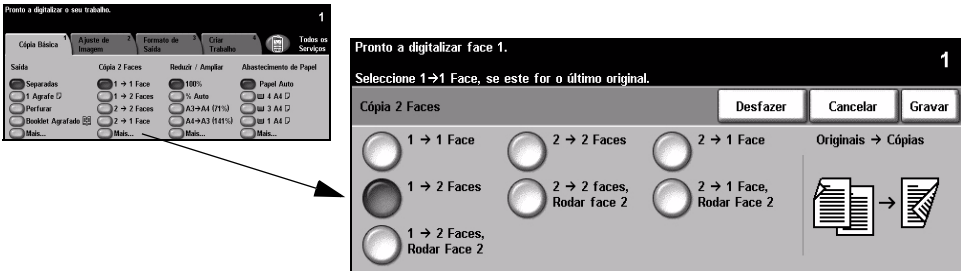 Pronto a digitalizar o seu trabalho.
1
Cópia Básica 1
Ajuste de Imagem 2
Formato de Saída 3
Criar Trabalho 4
Todos os Serviços
Saída
Cópia 2 Faces
Reduzir / Ampliar
Abastecimento de Papel
Separadas
1 → 1 Face
100%
Papel Auto
1 Agrafe
1 → 2 Faces
% Auto
4 A4
Perfurar
2 → 2 Faces
A3→A4 (71%)
3 A4
Booklet Agrafado
2 → 1 Face
A4→A3 (141%)
1 A4
Mais...
Mais...
Mais...
Mais...
Pronto a digitalizar face 1.
1
Seleccione 1→1 Face, se este for o último original.
Cópia 2 Faces
Desfazer
Cancelar
Gravar
1 → 1 Face
2 → 2 Faces
2 → 1 Face
Originais → Cópias
1 → 2 Faces
2 → 2 faces,
Rodar face 2
2 → 1 Face,
Rodar Face 2
1 → 2 Faces,
Rodar Face 2